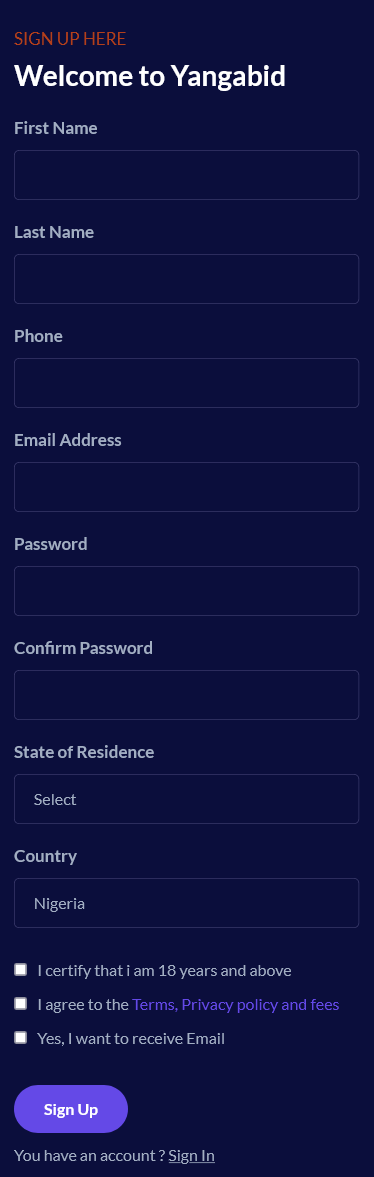 SIGN UP HERE
Welcome to Yangabid
First Name
Last Name
Phone
Email Address
Password
Confirm Password
State of Residence
Select
Country
Nigeria
I certify that i am 18 years and above
I agree to the Terms, Privacy policy and fees
Yes, I want to receive Email
Sign Up
You have an account ? Sign In